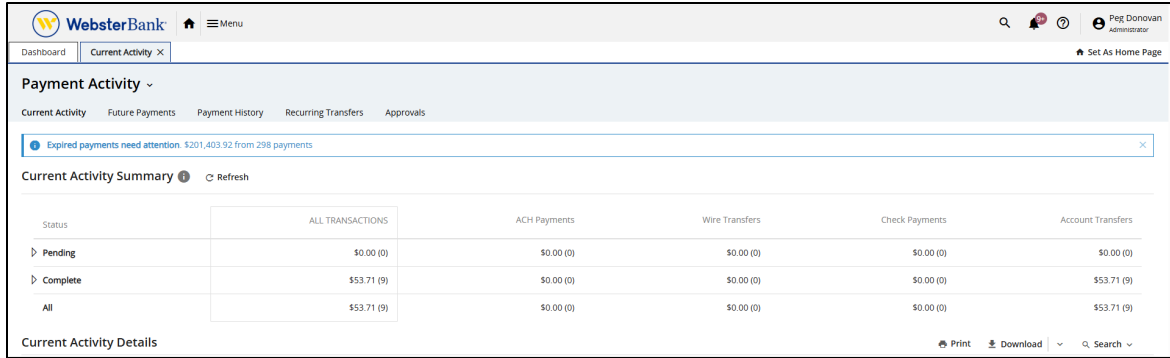 WebsterBank
Menu
9+
Peg Donovan
Administrator
Dashboard
Current Activity
Set As Home Page
Payment Activity
Current Activity Future Payments Payment History Recurring Transfers Approvals
Expired payments need attention. $201,403.92 from 298 payments
Current Activity Summary Refresh
Status ALL TRANSACTIONS ACH Payments Wire Transfers Check Payments Account Transfers
Pending $0.00 (0) $0.00 (0) $0.00 (0) $0.00 (0) $0.00 (0)
Complete $53.71 (9) $0.00 (0) $0.00 (0) $0.00 (0) $53.71 (9)
All $53.71 (9) $0.00 (0) $0.00 (0) $0.00 (0) $53.71 (9)
Current Activity Details Print Download Search